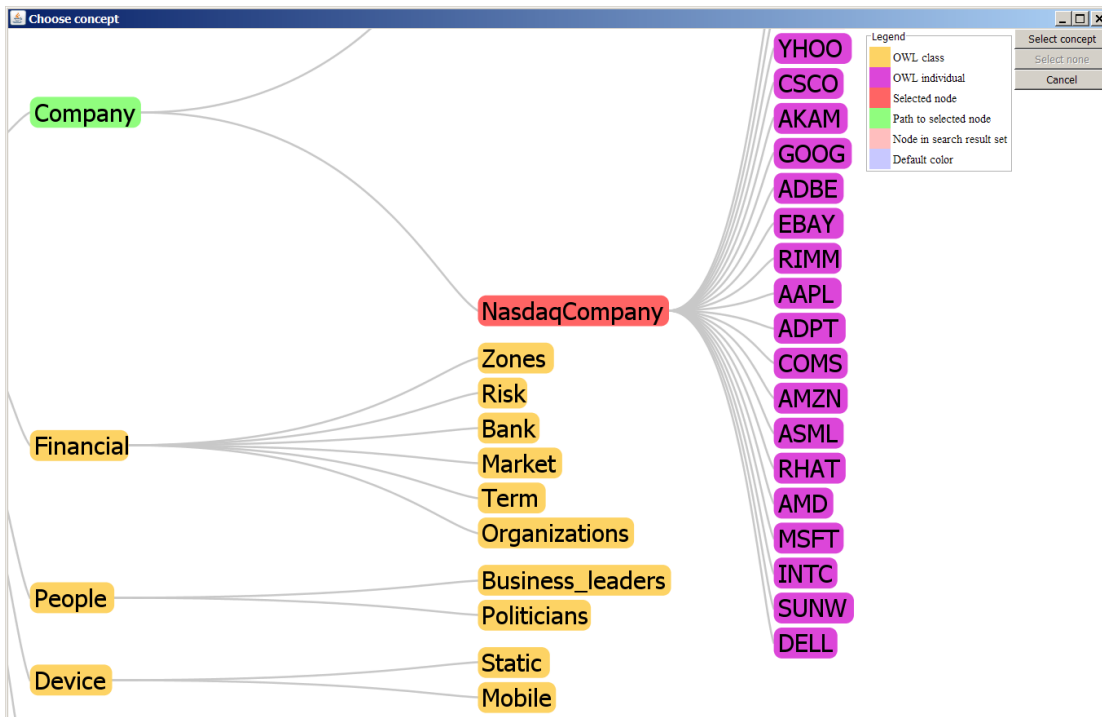 Choose concept
Company
Financial
People
Device
NasdaqCompany
Zones
Risk
Bank
Market
Term
Organizations
Business_leaders
Politicians
Static
Mobile
YHOO
CSCO
AKAM
GOOG
ADBE
EBAY
RIMM
AAPL
ADPT
COMS
AMZN
ASML
RHAT
AMD
MSFT
INTC
SUNW
DELL
Legend
OWL class
OWL individual
Selected node
Path to selected node
Node in search result set
Default color
Select concept
Select none
Cancel